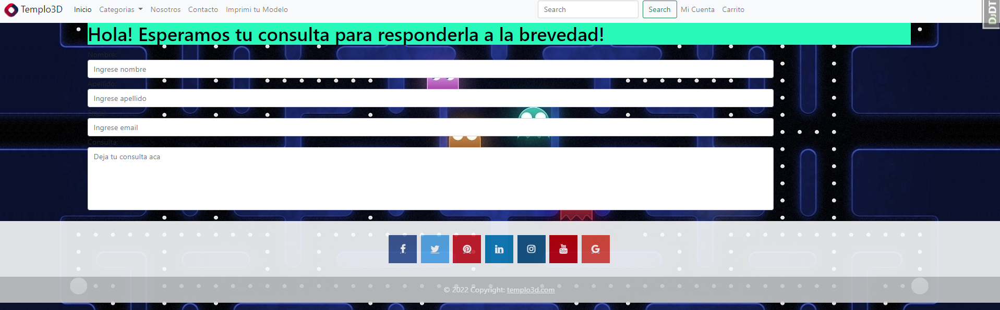 Templo3D Inicio Categorias Nosotros Contacto Imprimi tu Modelo Search Search Mi Cuenta Carrito
DjDT
Hola! Esperamos tu consulta para responderla a la brevedad!
Nombre:
Ingrese nombre
Apellido:
Ingrese apellido
Email:
Ingrese email
Consulta:
Deja tu consulta aca
You
Tube
© 2022 Copyright: templo3d.com